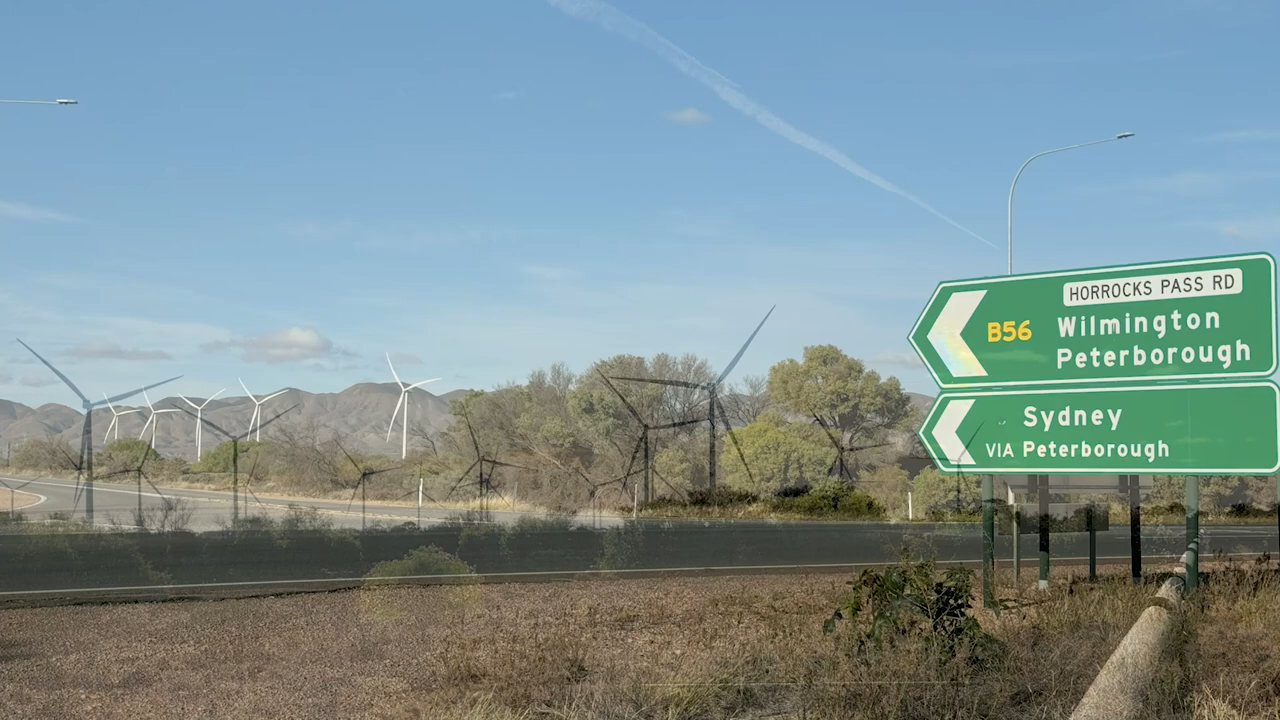 HORROCKS PASS RD
B56 Wilmington
Peterborough
Sydney
VIA Peterborough